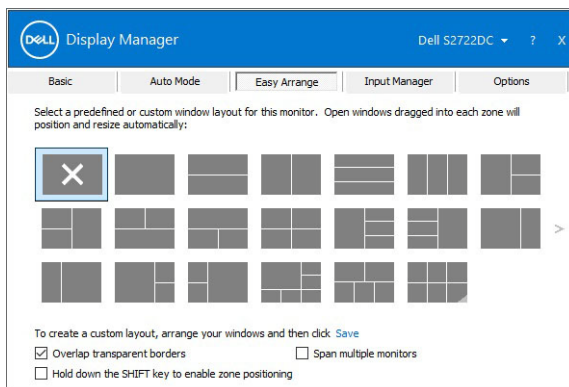 DELL Display Manager Dell S2722DC ? X
Basic Auto Mode Easy Arrange Input Manager Options
Select a predefined or custom window layout for this monitor. Open windows dragged into each zone will
position and resize automatically:
>
To create a custom layout, arrange your windows and then click Save
Overlap transparent borders Span multiple monitors
Hold down the SHIFT key to enable zone positioning